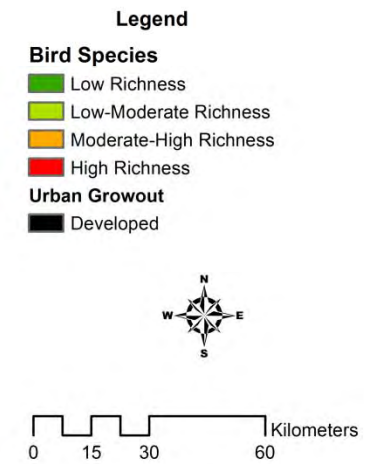 Legend
Bird Species
Low Richness
Low-Moderate Richness
Moderate-High Richness
High Richness
Urban Growout
Developed
N
W E
S
Kilometers
0 15 30 60